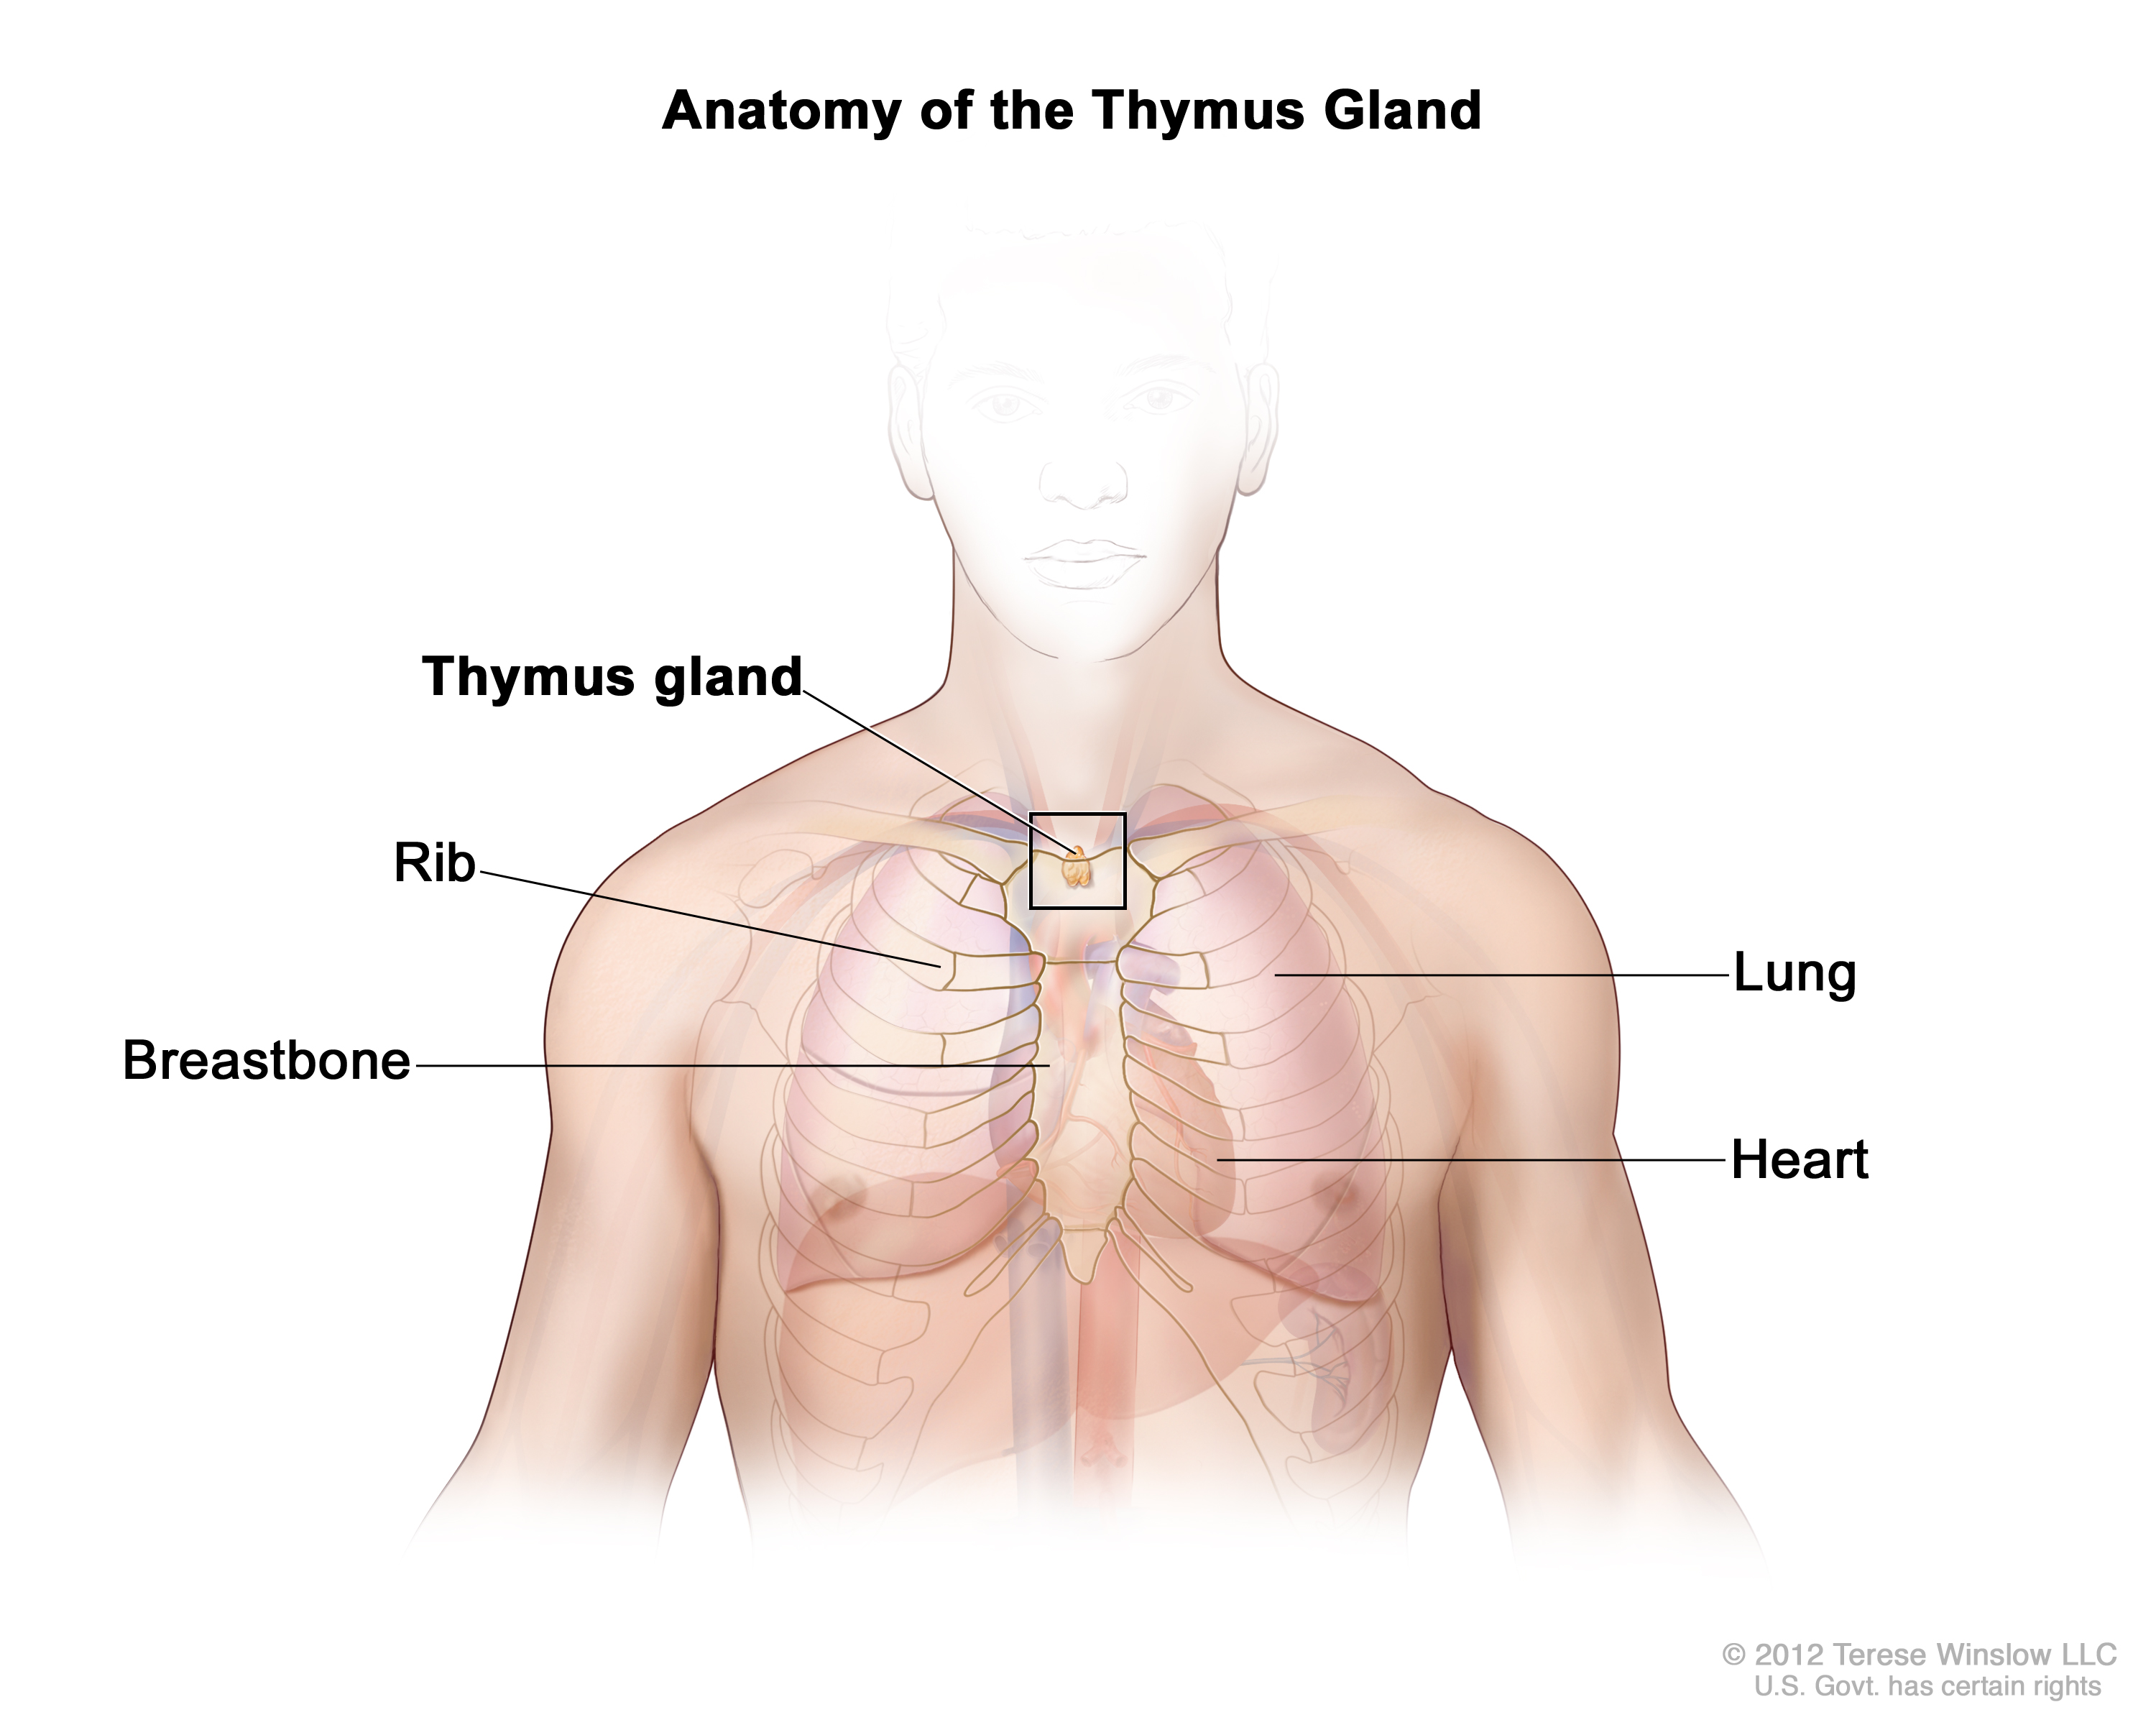 Anatomy of the Thymus Gland
Thymus gland
Rib
Breastbone
Lung
Heart
© 2012 Terese Winslow LLC
U.S. Govt. has certain rights